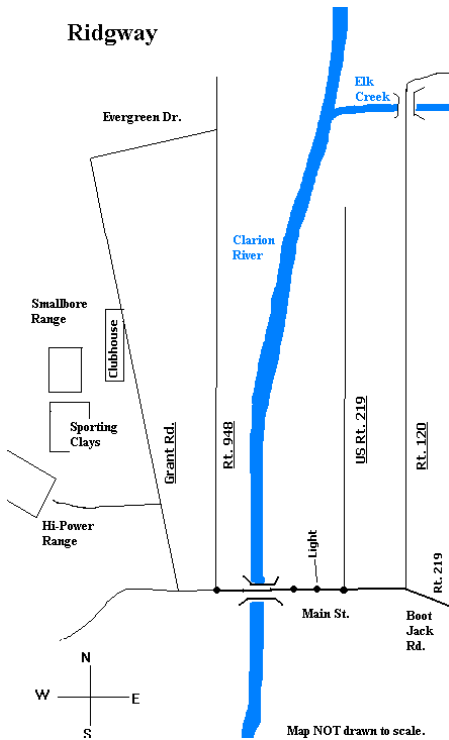 Ridgway
Elk
Creek
Evergreen Dr.
Clarion
River
Smallbore
Range
Clubhouse
Sporting
Clays
Grant Rd.
Rt. 948
US Rt. 219
Rt. 120
Hi-Power
Range
Light
Rt. 219
Main St.
Boot
Jack
Rd.
N
W
E
S
Map NOT drawn to scale.